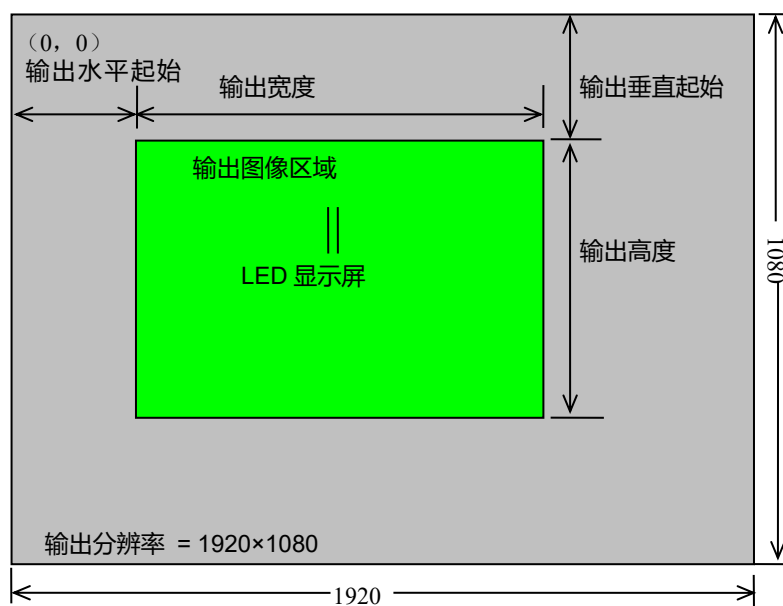 （0，0）
输出水平起始
输出宽度
输出垂直起始
输出图像区域
||
LED 显示屏
输出高度
1080
输出分辨率 = 1920×1080
1920